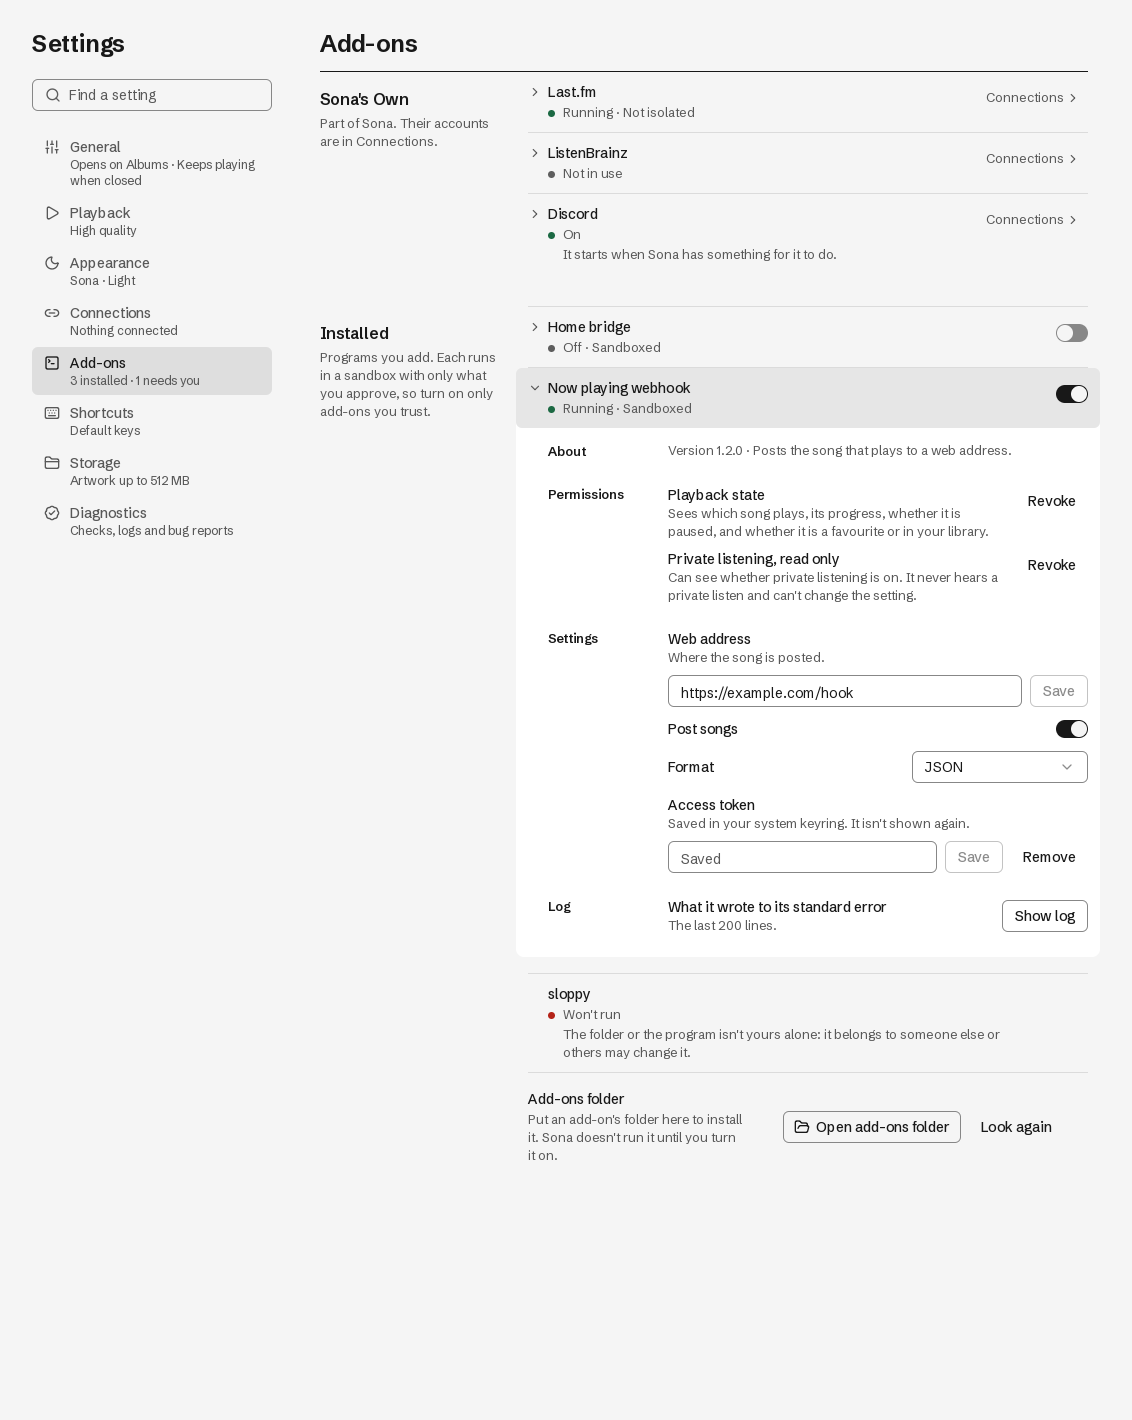 Settings
Find a setting
General
Opens on Albums · Keeps playing
when closed
Playback
High quality
Appearance
Sona · Light
Connections
Nothing connected
Add-ons
3 installed · 1 needs you
Shortcuts
Default keys
Storage
Artwork up to 512 MB
Diagnostics
Checks, logs and bug reports
Add-ons
Sona's Own
Part of Sona. Their accounts
are in Connections.
Last.fm
Running · Not isolated
Connections
ListenBrainz
Not in use
Connections
Discord
On
It starts when Sona has something for it to do.
Connections
Installed
Programs you add. Each runs
in a sandbox with only what
you approve, so turn on only
add-ons you trust.
Home bridge
Off · Sandboxed
Now playing webhook
Running · Sandboxed
About
Version 1.2.0 · Posts the song that plays to a web address.
Permissions
Playback state
Sees which song plays, its progress, whether it is
paused, and whether it is a favourite or in your library.
Revoke
Private listening, read only
Can see whether private listening is on. It never hears a
private listen and can't change the setting.
Revoke
Settings
Web address
Where the song is posted.
https://example.com/hook
Save
Post songs
Format
JSON
Access token
Saved in your system keyring. It isn't shown again.
Saved
Save
Remove
Log
What it wrote to its standard error
The last 200 lines.
Show log
sloppy
Won't run
The folder or the program isn't yours alone: it belongs to someone else or
others may change it.
Add-ons folder
Put an add-on's folder here to install
it. Sona doesn't run it until you turn
it on.
Open add-ons folder
Look again